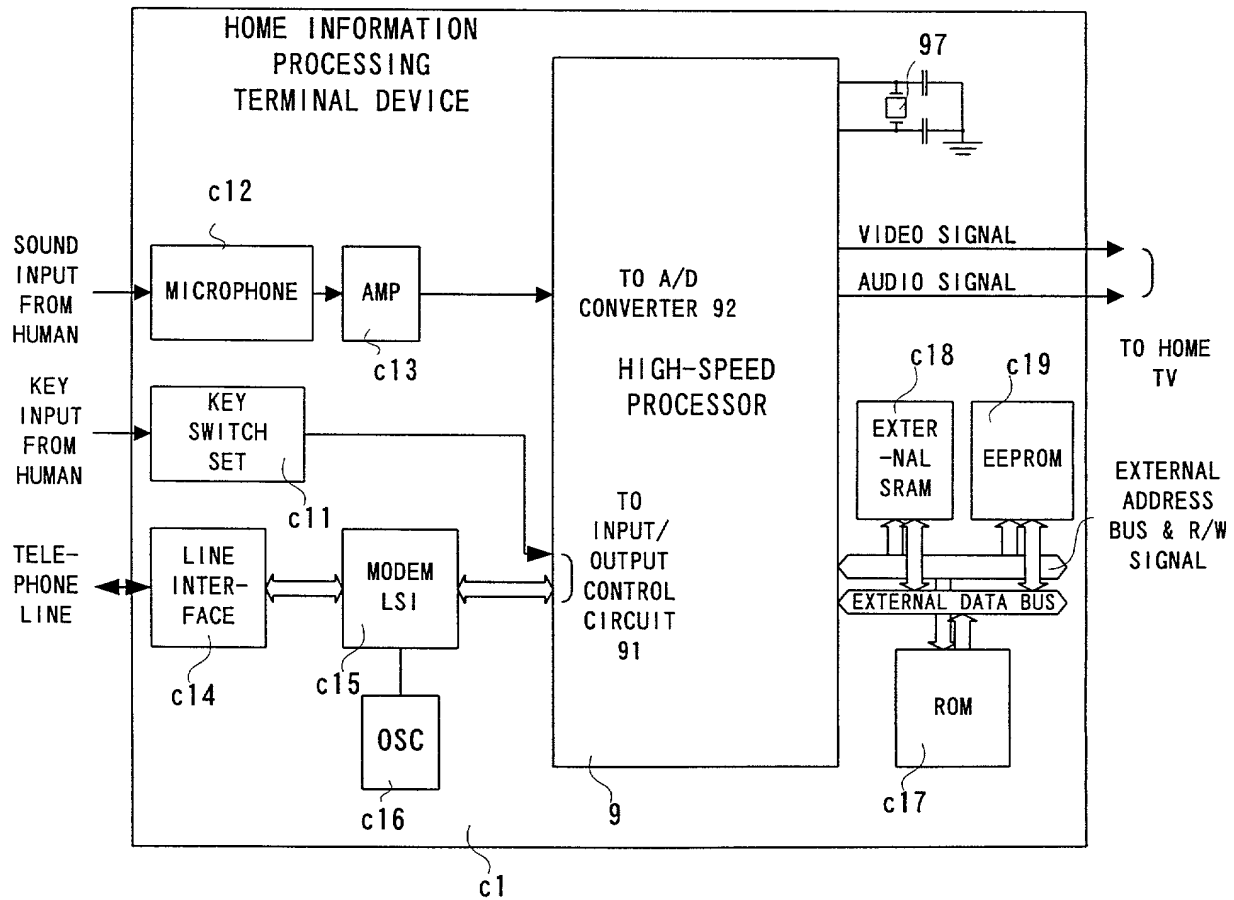 HOME INFORMATION
PROCESSING
TERMINAL DEVICE
97
c12
SOUND
INPUT
FROM
HUMAN
MICROPHONE
AMP
c13
TO A/D
CONVERTER 92
HIGH-SPEED
PROCESSOR
VIDEO SIGNAL
AUDIO SIGNAL
TO HOME
TV
KEY
INPUT
FROM
HUMAN
KEY
SWITCH
SET
c11
c18
c19
EXTER
-NAL
SRAM
EEPROM
EXTERNAL
ADDRESS
BUS & R/W
SIGNAL
TO
INPUT/
OUTPUT
CONTROL
CIRCUIT
91
TELE-
PHONE
LINE
LINE
INTER-
FACE
c14
MODEM
LSI
c15
OSC
c16
EXTERNAL DATA BUS
ROM
c17
9
c1